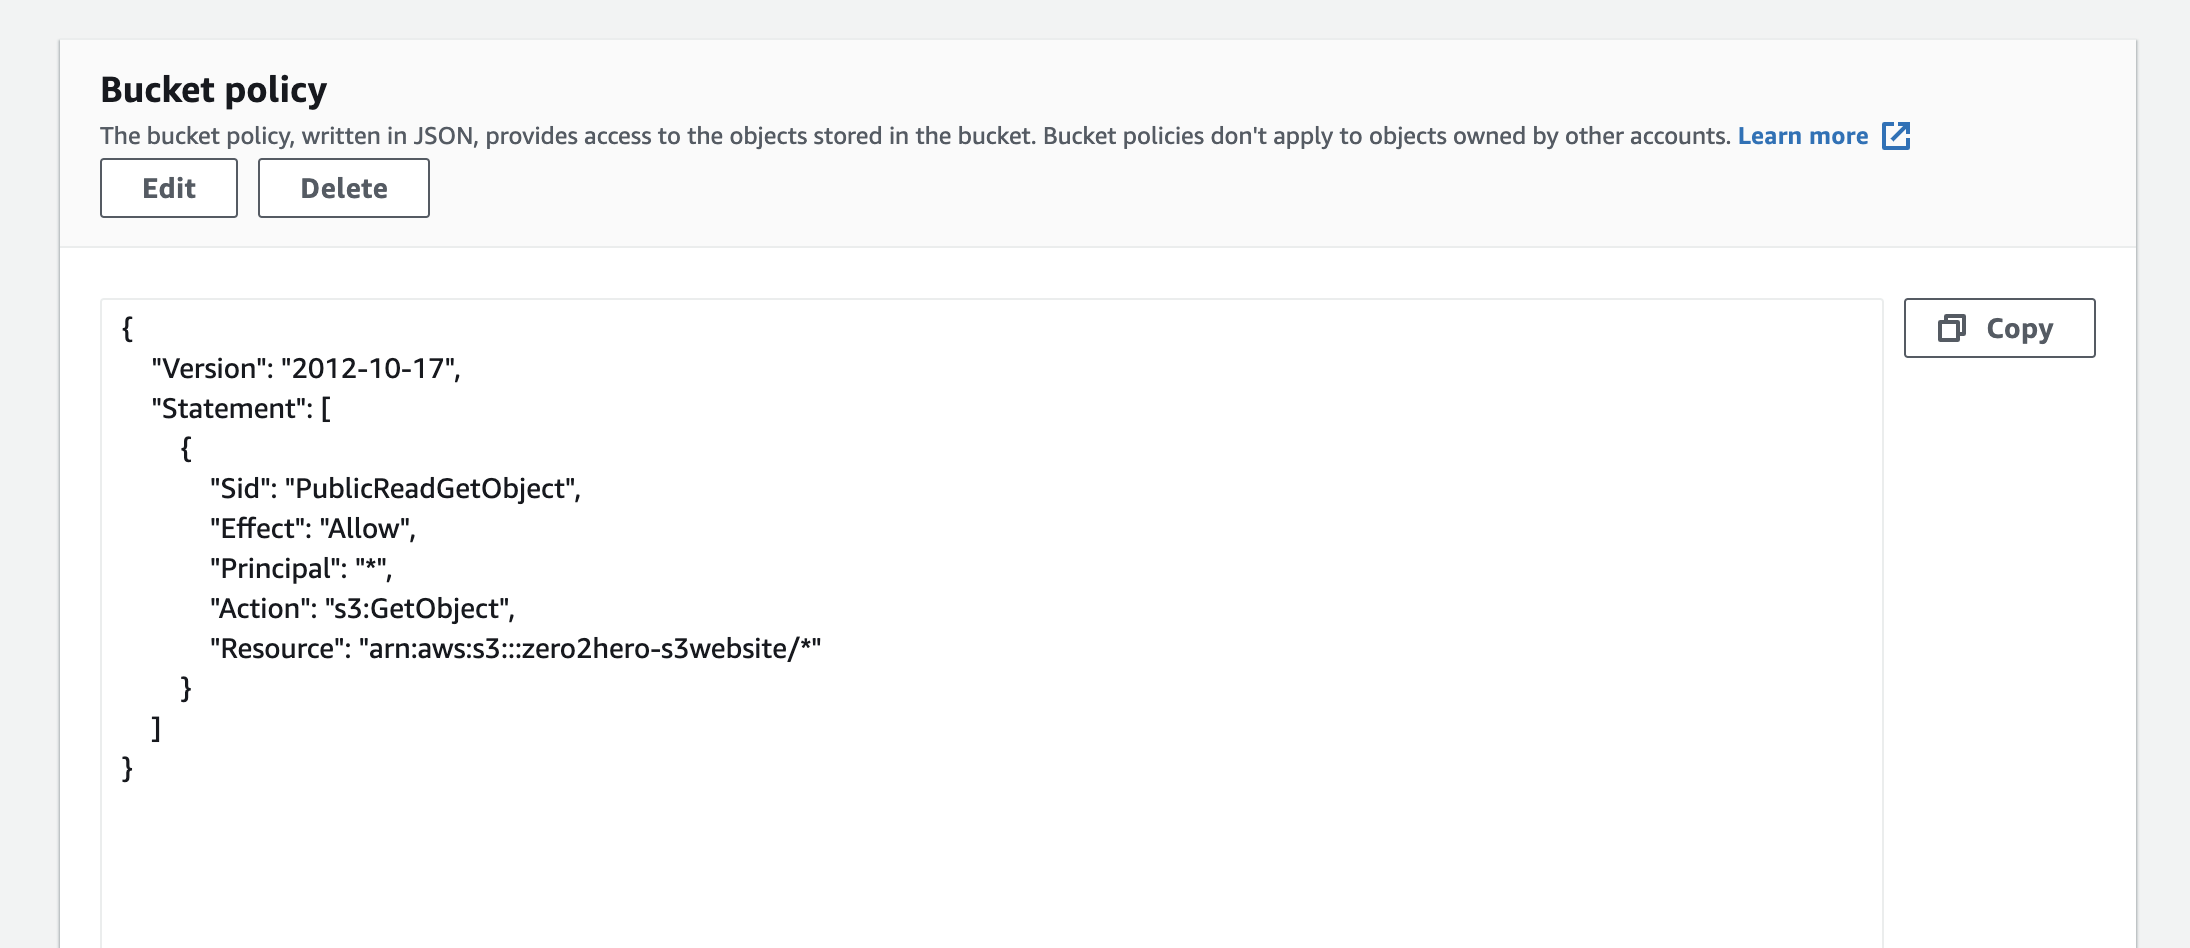 Bucket policy
The bucket policy, written in JSON, provides access to the objects stored in the bucket. Bucket policies don't apply to objects owned by other accounts. Learn more
Edit Delete
Copy
{
"Version": "2012-10-17",
"Statement": [
{
"Sid": "PublicReadGetObject",
"Effect": "Allow",
"Principal": "*",
"Action": "s3:GetObject",
"Resource": "arn:aws:s3:::zero2hero-s3website/*"
}
]
}